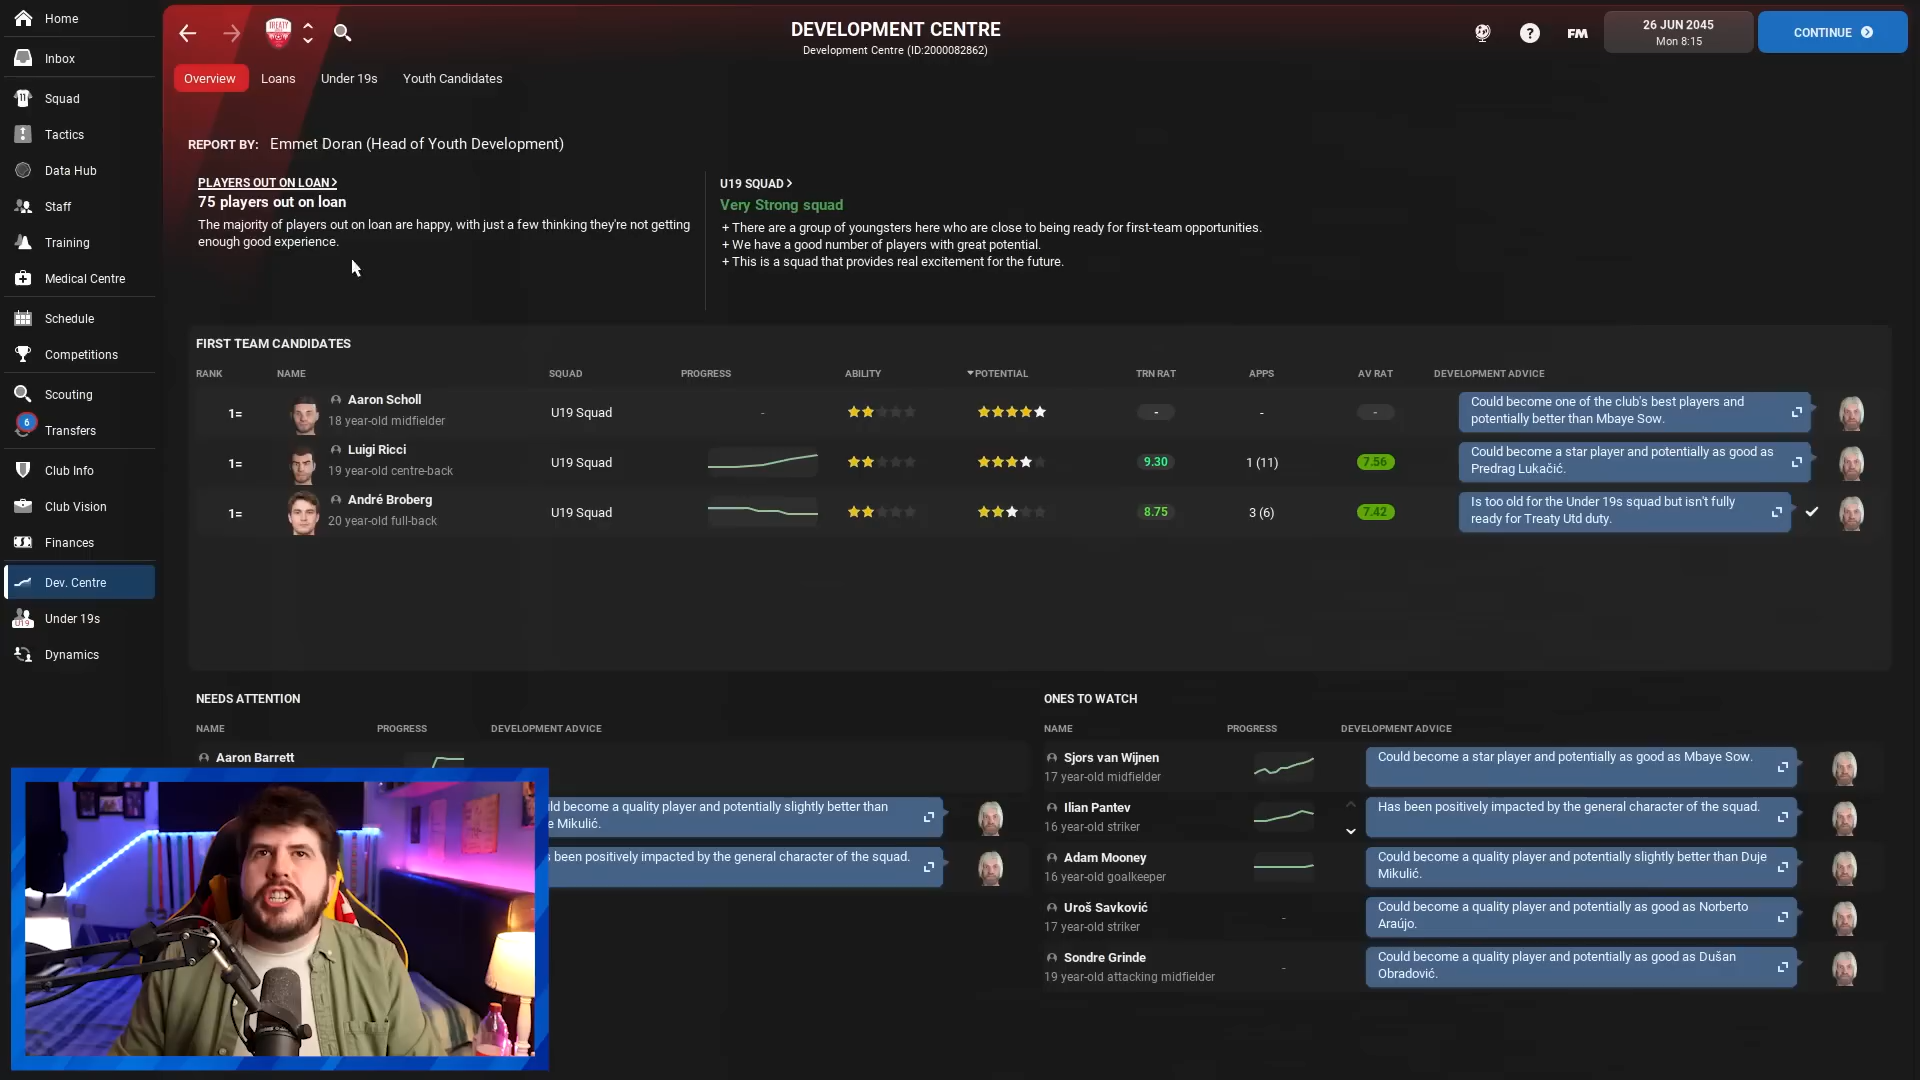 Home
Inbox
Squad
Tactics
Data Hub
Staff
Training
Medical Centre
Schedule
Competitions
Scouting
6
Transfers
Club Info
Club Vision
Finances
Dev. Centre
U19
Under 19s
Dynamics
TREATY
DEVELOPMENT CENTRE
Development Centre (ID:2000082862)
?
FM
26 JUN 2045
Mon 8:15
CONTINUE
Overview
Loans
Under 19s
Youth Candidates
REPORT BY: Emmet Doran (Head of Youth Development)
PLAYERS OUT ON LOAN >
75 players out on loan
The majority of players out on loan are happy, with just a few thinking they're not getting
enough good experience.
U19 SQUAD >
Very Strong squad
+ There are a group of youngsters here who are close to being ready for first-team opportunities.
+ We have a good number of players with great potential.
+ This is a squad that provides real excitement for the future.
FIRST TEAM CANDIDATES
RANK NAME SQUAD PROGRESS ABILITY POTENTIAL TRN RAT APPS AV RAT DEVELOPMENT ADVICE
1= Aaron Scholl
18 year-old midfielder
U19 Squad - - - -
Could become one of the club's best players and
potentially better than Mbaye Sow.
1= Luigi Ricci
19 year-old centre-back
U19 Squad 9.30 1 (11) 7.56
Could become a star player and potentially as good as
Predrag Lukačić.
1= André Broberg
20 year-old full-back
U19 Squad 8.75 3 (6) 7.42
Is too old for the Under 19s squad but isn't fully
ready for Treaty Utd duty.
NEEDS ATTENTION
NAME PROGRESS DEVELOPMENT ADVICE
Aaron Barrett
ld become a quality player and potentially slightly better than
e Mikulić.
been positively impacted by the general character of the squad.
ONES TO WATCH
NAME PROGRESS DEVELOPMENT ADVICE
Sjors van Wijnen
17 year-old midfielder
Could become a star player and potentially as good as Mbaye Sow.
Ilian Pantev
16 year-old striker
Has been positively impacted by the general character of the squad.
Adam Mooney
16 year-old goalkeeper
Could become a quality player and potentially slightly better than Duje
Mikulić.
Uroš Savković
17 year-old striker
-
Could become a quality player and potentially as good as Norberto
Araújo.
Sondre Grinde
19 year-old attacking midfielder
-
Could become a quality player and potentially as good as Dušan
Obradović.